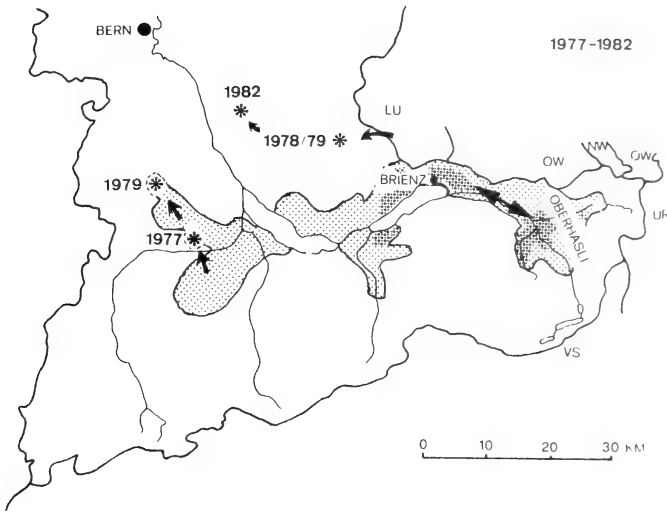 BERN
1977-1982
1982
LU
1978/79
NW
OW
OW
BRIENZ
1979
UR
OBERHASLI
1977
VS
0 10 20 30 KM